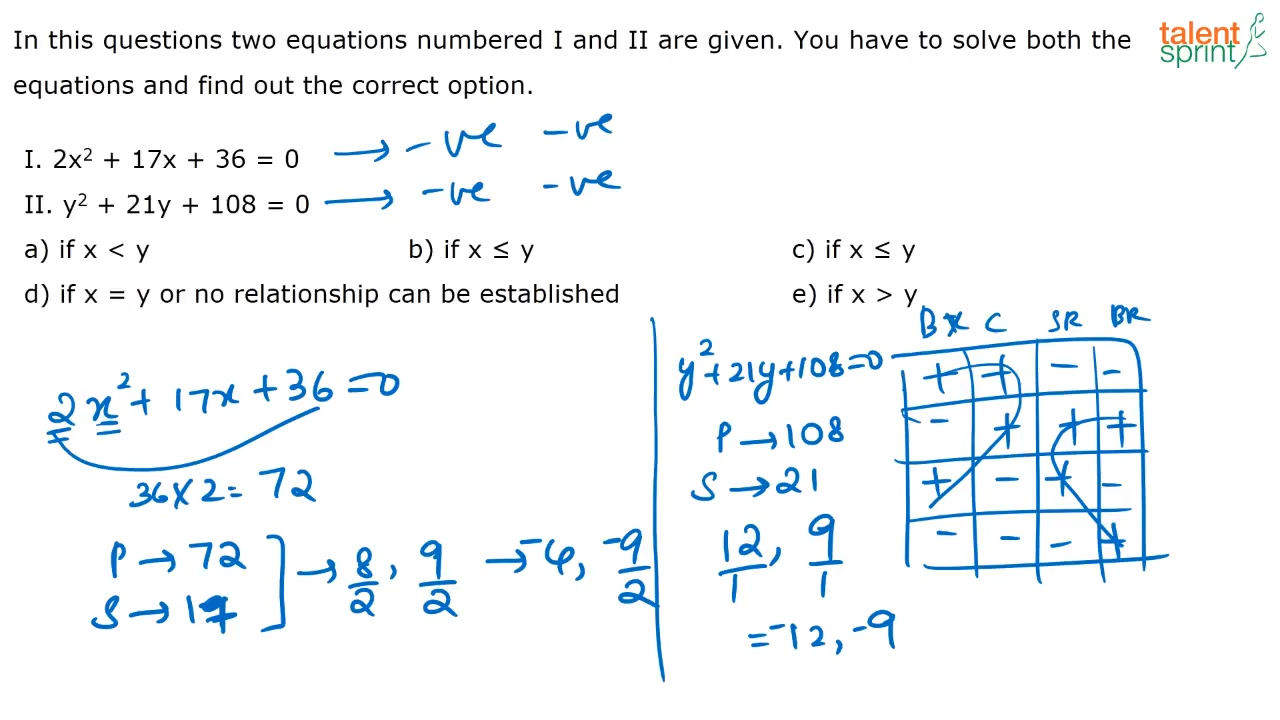 In this questions two equations numbered I and II are given. You have to solve both the
equations and find out the correct option.
talent
sprint
I. 2x² + 17x + 36 = 0 → -ve -ve
II. y² + 21y + 108 = 0 → -ve -ve
a) if x < y b) if x ≤ y c) if x ≤ y
d) if x = y or no relationship can be established e) if x > y
2x² + 17x + 36 = 0
36 × 2 = 72
P → 72
S → 17
→ 8/2, 9/2 → -4, -9/2
y² + 21y + 108 = 0
P → 108
S → 21
12/1, 9/1
= -12, -9
B C SR BR
+ + - -
- + + +
+ - + -
- - - +